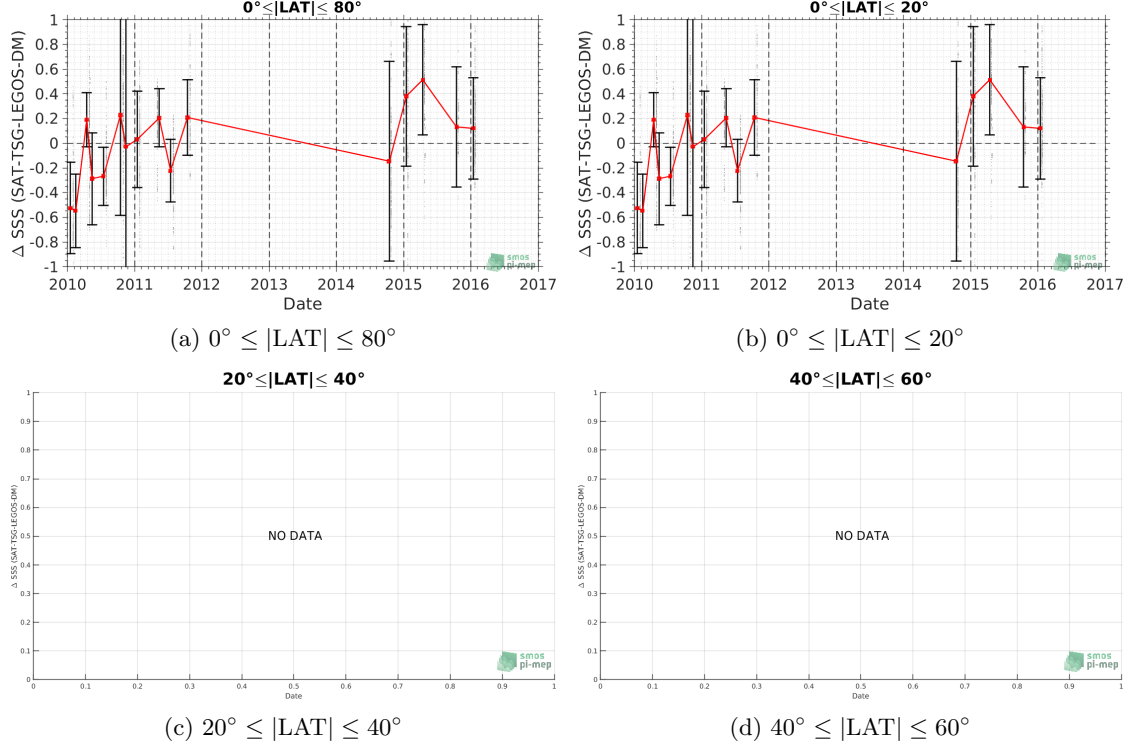 0°≤|LAT|≤ 80°
Δ SSS (SAT-TSG-LEGOS-DM)
1
0.8
0.6
0.4
0.2
0
-0.2
-0.4
-0.6
-0.8
-1
2010 2011 2012 2013 2014 2015 2016 2017
Date
smos
pi-mep
(a) 0° ≤ |LAT| ≤ 80°
0°≤|LAT|≤ 20°
Δ SSS (SAT-TSG-LEGOS-DM)
1
0.8
0.6
0.4
0.2
0
-0.2
-0.4
-0.6
-0.8
-1
2010 2011 2012 2013 2014 2015 2016 2017
Date
smos
pi-mep
(b) 0° ≤ |LAT| ≤ 20°
20°≤|LAT|≤ 40°
Δ SSS (SAT-TSG-LEGOS-DM)
1
0.9
0.8
0.7
0.6
0.5
0.4
0.3
0.2
0.1
0
NO DATA
0 0.1 0.2 0.3 0.4 0.5 0.6 0.7 0.8 0.9 1
Date
smos
pi-mep
(c) 20° ≤ |LAT| ≤ 40°
40°≤|LAT|≤ 60°
Δ SSS (SAT-TSG-LEGOS-DM)
1
0.9
0.8
0.7
0.6
0.5
0.4
0.3
0.2
0.1
0
NO DATA
0 0.1 0.2 0.3 0.4 0.5 0.6 0.7 0.8 0.9 1
Date
smos
pi-mep
(d) 40° ≤ |LAT| ≤ 60°